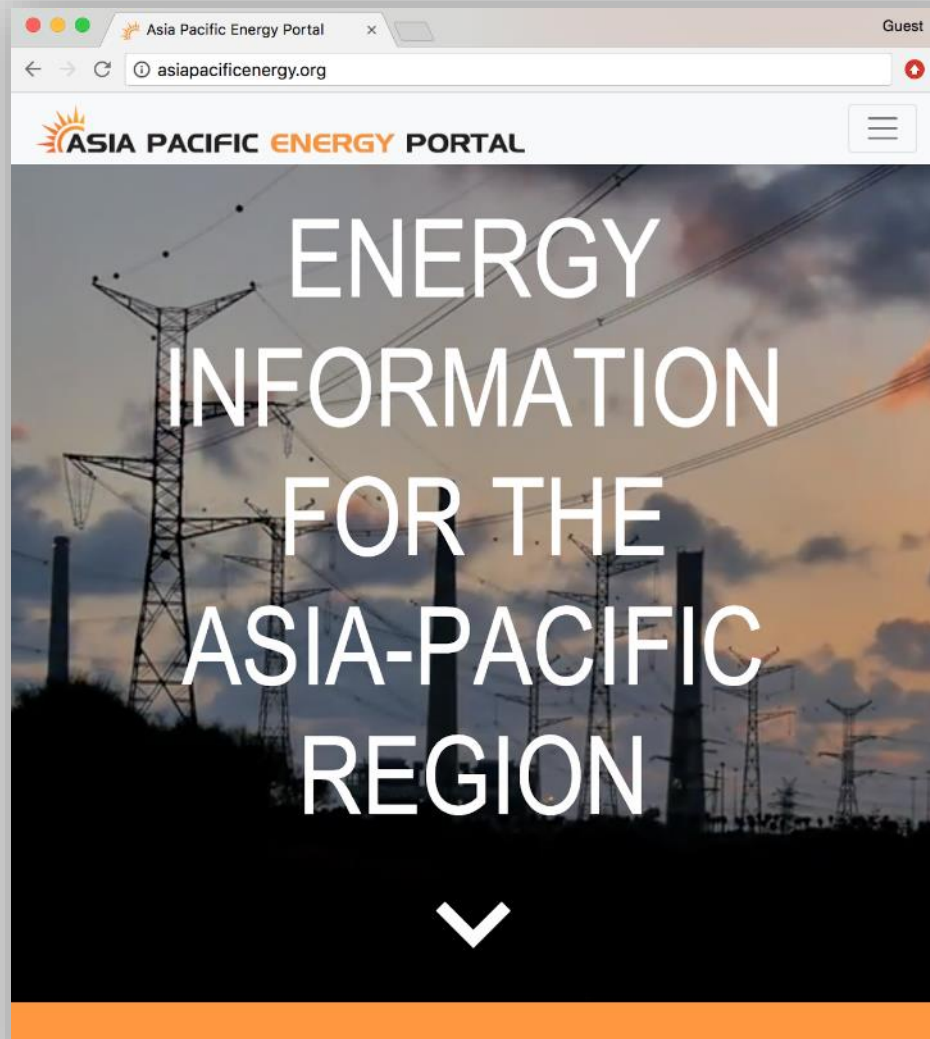 Asia Pacific Energy Portal
Guest
asiapacificenergy.org
ASIA PACIFIC ENERGY PORTAL
ENERGY
INFORMATION
FOR THE
ASIA-PACIFIC
REGION